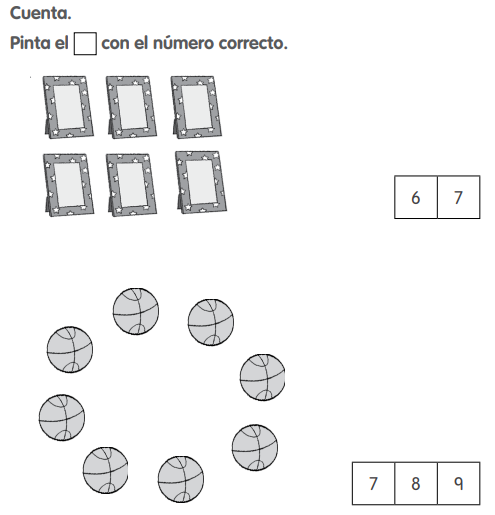 Cuenta.
Pinta el con el número correcto.
6 7
7 8 9